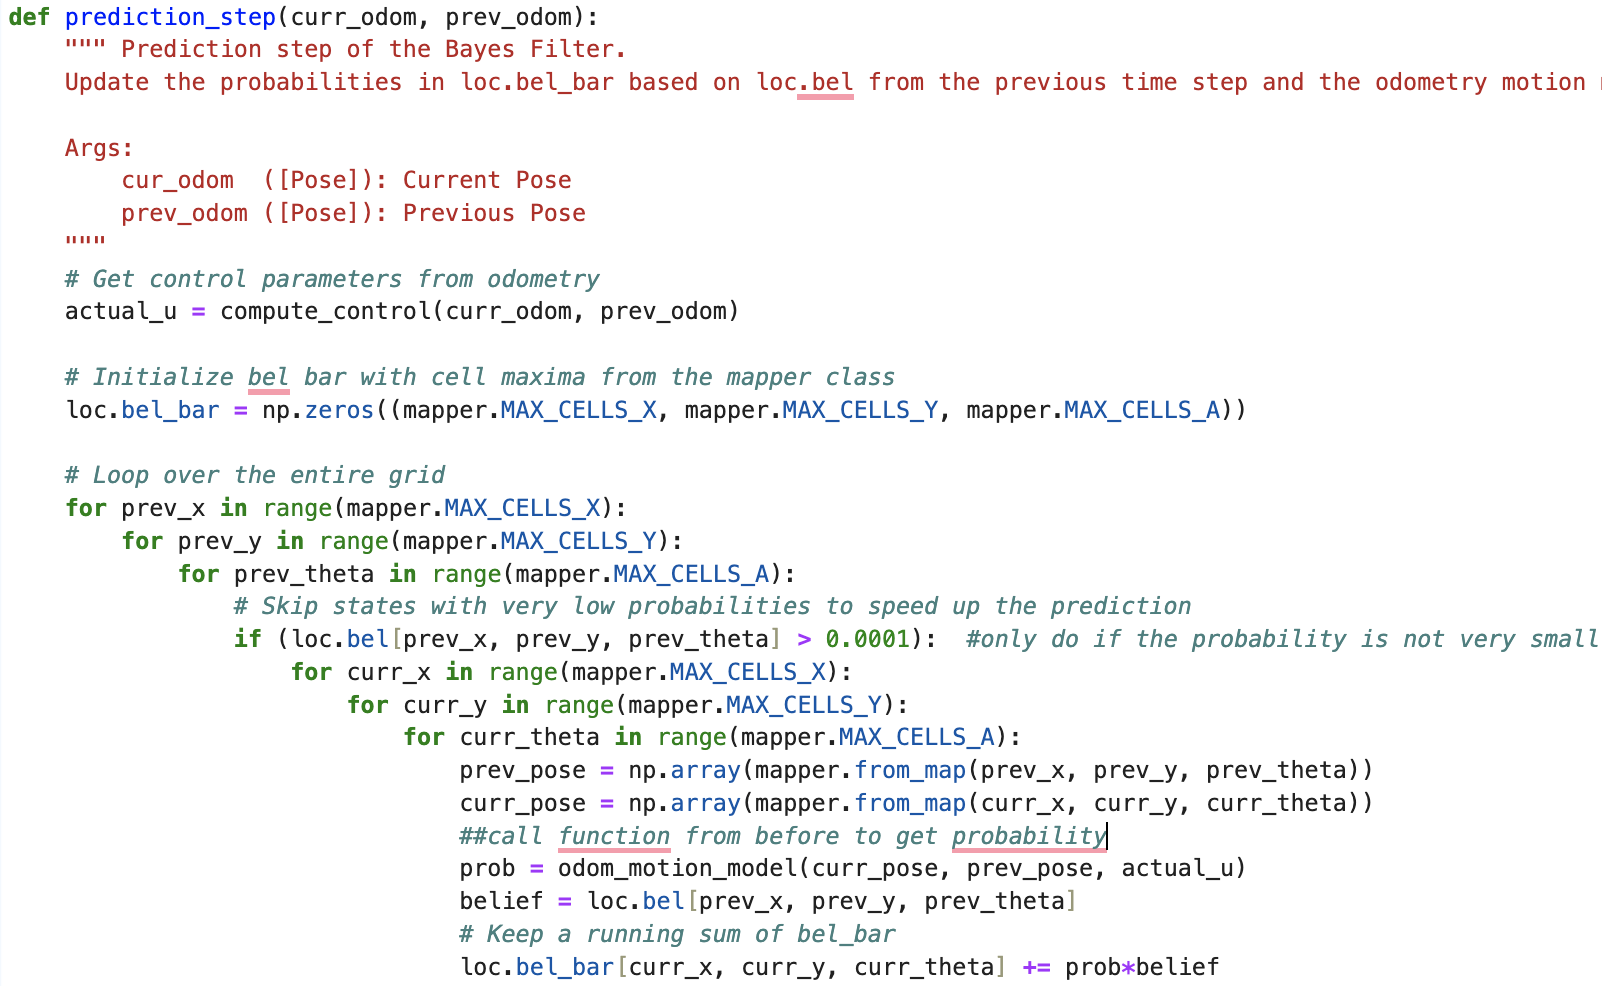 def prediction_step(curr_odom, prev_odom):
    """ Prediction step of the Bayes Filter.
    Update the probabilities in loc.bel_bar based on loc.bel from the previous time step and the odometry motion

    Args:
        cur_odom  ([Pose]): Current Pose
        prev_odom ([Pose]): Previous Pose
    """
    # Get control parameters from odometry
    actual_u = compute_control(curr_odom, prev_odom)

    # Initialize bel bar with cell maxima from the mapper class
    loc.bel_bar = np.zeros((mapper.MAX_CELLS_X, mapper.MAX_CELLS_Y, mapper.MAX_CELLS_A))

    # Loop over the entire grid
    for prev_x in range(mapper.MAX_CELLS_X):
        for prev_y in range(mapper.MAX_CELLS_Y):
            for prev_theta in range(mapper.MAX_CELLS_A):
                # Skip states with very low probabilities to speed up the prediction
                if (loc.bel[prev_x, prev_y, prev_theta] > 0.0001):  #only do if the probability is not very small
                    for curr_x in range(mapper.MAX_CELLS_X):
                        for curr_y in range(mapper.MAX_CELLS_Y):
                            for curr_theta in range(mapper.MAX_CELLS_A):
                                prev_pose = np.array(mapper.from_map(prev_x, prev_y, prev_theta))
                                curr_pose = np.array(mapper.from_map(curr_x, curr_y, curr_theta))
                                ##call function from before to get probability
                                prob = odom_motion_model(curr_pose, prev_pose, actual_u)
                                belief = loc.bel[prev_x, prev_y, prev_theta]
                                # Keep a running sum of bel_bar
                                loc.bel_bar[curr_x, curr_y, curr_theta] += prob*belief